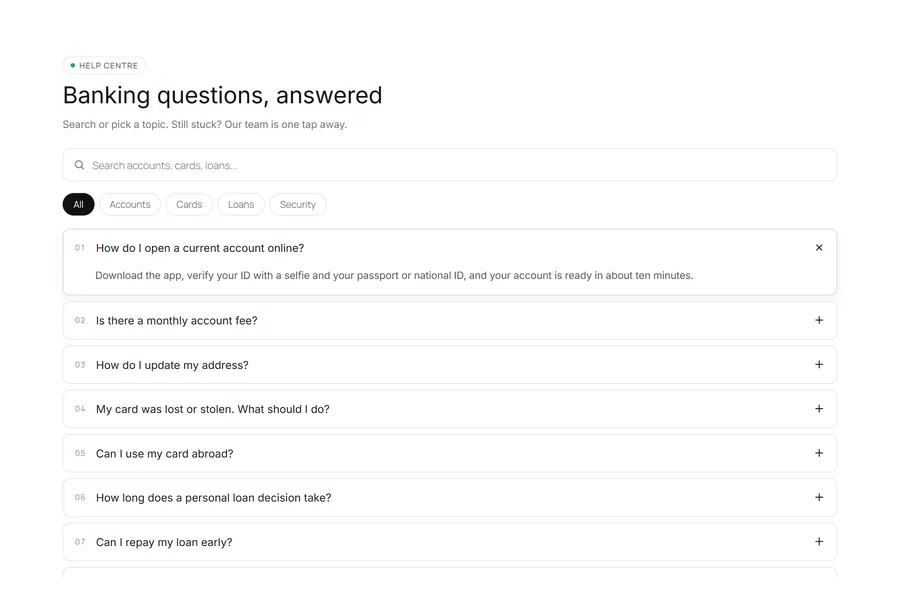 HELP CENTRE
Banking questions, answered
Search or pick a topic. Still stuck? Our team is one tap away.
Search accounts, cards, loans...
All Accounts Cards Loans Security
01 How do I open a current account online?
Download the app, verify your ID with a selfie and your passport or national ID, and your account is ready in about ten minutes.
02 Is there a monthly account fee?
03 How do I update my address?
04 My card was lost or stolen. What should I do?
05 Can I use my card abroad?
06 How long does a personal loan decision take?
07 Can I repay my loan early?